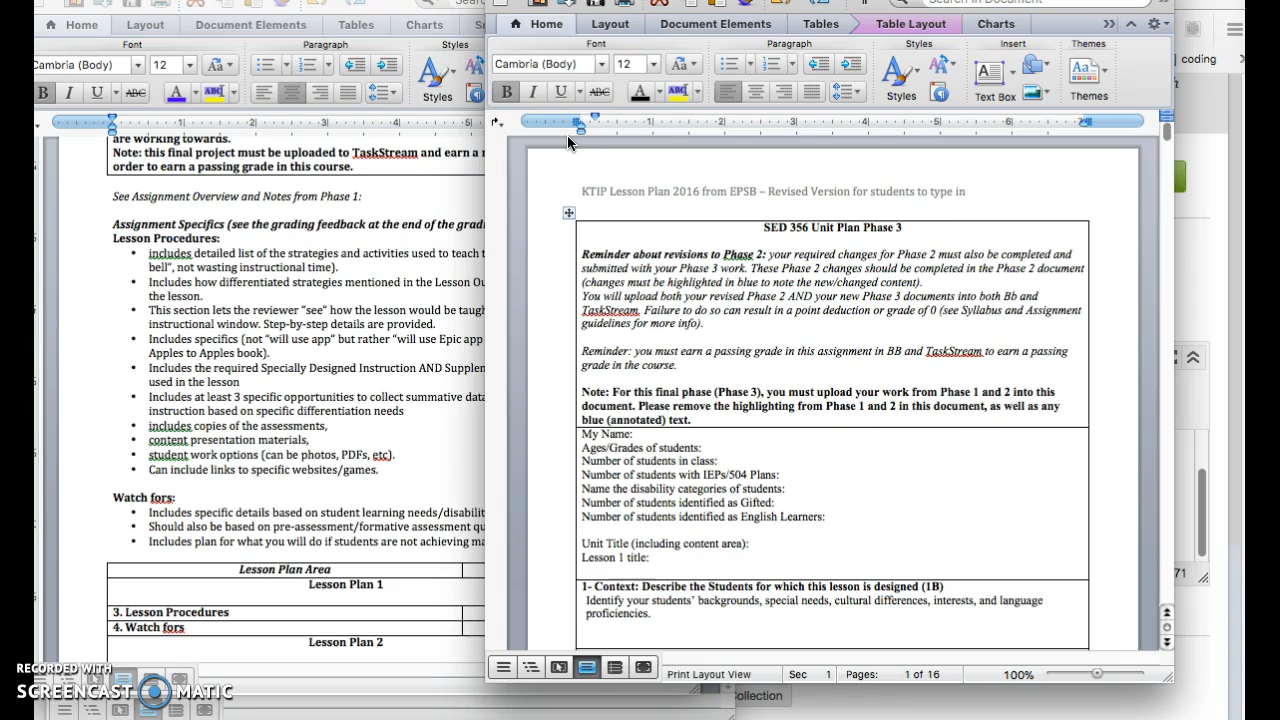 Home Layout Document Elements Tables Charts
Font Paragraph Styles
Cambria (Body) 12
Styles
are working towards.
Note: this final project must be uploaded to TaskStream and earn a
order to earn a passing grade in this course.
See Assignment Overview and Notes from Phase 1:
Assignment Specifics (see the grading feedback at the end of the
Lesson Procedures:
• includes detailed list of the strategies and activities used to teach
bell", not wasting instructional time).
• Includes how differentiated strategies mentioned in the Lesson
the lesson.
• This section lets the reviewer "see" how the lesson would be
instructional window. Step-by-step details are provided.
• Includes specifics (not "will use app" but rather "will use Epic app
Apples to Apples book).
• Includes the required Specially Designed Instruction AND
used in the lesson
• Includes at least 3 specific opportunities to collect summative
instruction based on specific differentiation needs
• includes copies of the assessments,
• content presentation materials,
• student work options (can be photos, PDFs, etc).
• Can include links to specific websites/games.
Watch fors:
• Includes specific details based on student learning
• Should also be based on pre-assessment/formative assessment
• Includes plan for what you will do if students are not achieving
Lesson Plan Area
Lesson Plan 1
3. Lesson Procedures
4. Watch fors
Lesson Plan 2
RECORDED WITH
SCREENCAST MATIC
Home Layout Document Elements Tables Table Layout Charts
Font Paragraph Styles Insert Themes
Cambria (Body) 12
Styles Text Box Themes
KTIP Lesson Plan 2016 from EPSB – Revised Version for students to type in
SED 356 Unit Plan Phase 3
Reminder about revisions to Phase 2: your required changes for Phase 2 must also be completed and
submitted with your Phase 3 work. These Phase 2 changes should be completed in the Phase 2 document
(changes must be highlighted in blue to note the new/changed content).
You will upload both your revised Phase 2 AND your new Phase 3 documents into both Bb and
TaskStream. Failure to do so can result in a point deduction or grade of 0 (see Syllabus and Assignment
guidelines for more info).
Reminder: you must earn a passing grade in this assignment in BB and TaskStream to earn a passing
grade in the course.
Note: For this final phase (Phase 3), you must upload your work from Phase 1 and 2 into this
document. Please remove the highlighting from Phase 1 and 2 in this document, as well as any
blue (annotated) text.
My Name:
Ages/Grades of students:
Number of students in class:
Number of students with IEPs/504 Plans:
Name the disability categories of students:
Number of students identified as Gifted:
Number of students identified as English Learners:
Unit Title (including content area):
Lesson 1 title:
1- Context: Describe the Students for which this lesson is designed (1B)
Identify your students' backgrounds, special needs, cultural differences, interests, and language
proficiencies.
Print Layout View Sec 1 Pages: 1 of 16 100%
coding
71